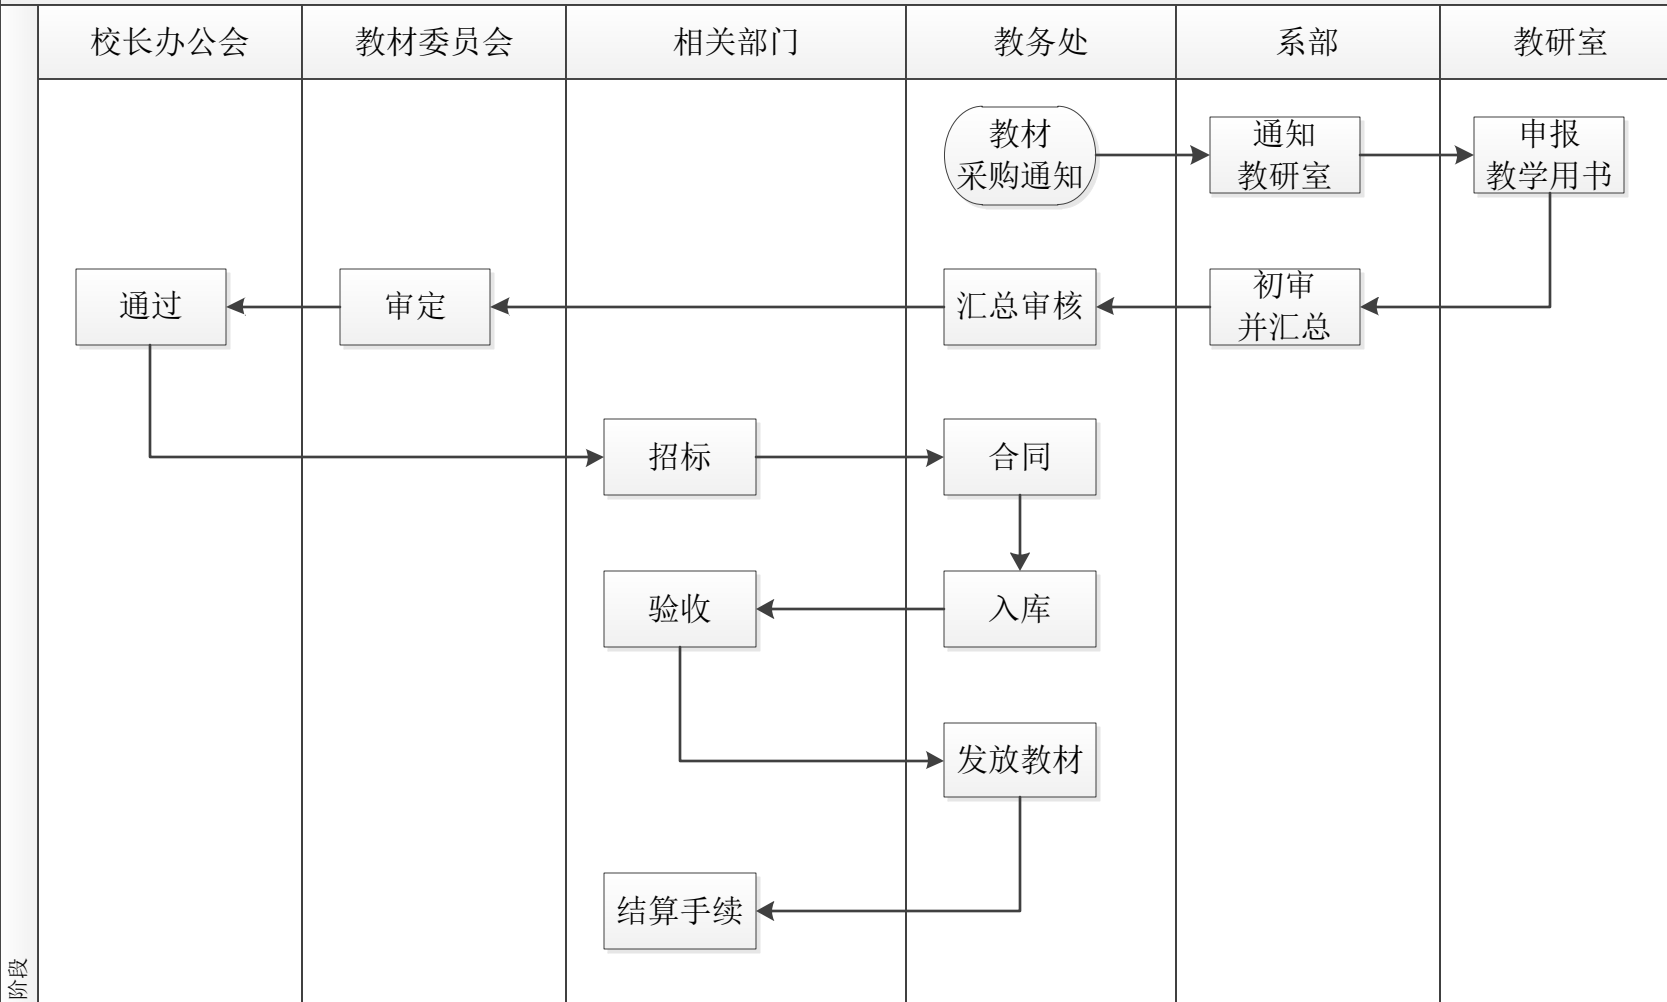 校长办公会
教材委员会
相关部门
教务处
系部
教研室
教材
采购通知
通知
教研室
申报
教学用书
通过
审定
汇总审核
初审
并汇总
招标
合同
验收
入库
发放教材
结算手续
阶段